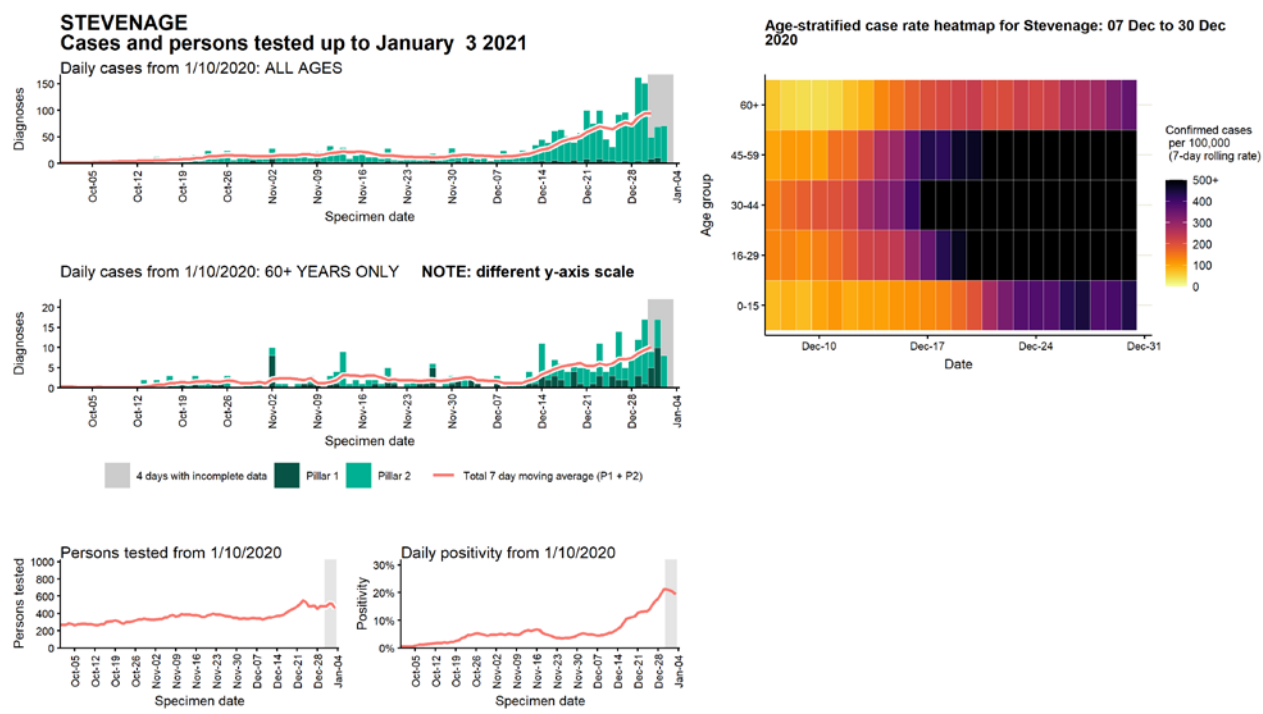 STEVENAGE
Cases and persons tested up to January 3 2021
Daily cases from 1/10/2020: ALL AGES
Diagnoses
150
100
50
0
Oct-05
Oct-12
Oct-19
Oct-26
Nov-02
Nov-09
Nov-16
Nov-23
Nov-30
Dec-07
Dec-14
Dec-21
Dec-28
Jan-04
Specimen date
Daily cases from 1/10/2020: 60+ YEARS ONLY NOTE: different y-axis scale
Diagnoses
20
15
10
5
0
Oct-05
Oct-12
Oct-19
Oct-26
Nov-02
Nov-09
Nov-16
Nov-23
Nov-30
Dec-07
Dec-14
Dec-21
Dec-28
Jan-04
Specimen date
4 days with incomplete data Pillar 1 Pillar 2 Total 7 day moving average (P1 + P2)
Persons tested from 1/10/2020
Persons tested
1000
800
600
400
200
0
Oct-05
Oct-12
Oct-19
Oct-26
Nov-02
Nov-09
Nov-16
Nov-23
Nov-30
Dec-07
Dec-14
Dec-21
Dec-28
Jan-04
Specimen date
Daily positivity from 1/10/2020
Positivity
30%
20%
10%
0%
Oct-05
Oct-12
Oct-19
Oct-26
Nov-02
Nov-09
Nov-16
Nov-23
Nov-30
Dec-07
Dec-14
Dec-21
Dec-28
Jan-04
Specimen date
Age-stratified case rate heatmap for Stevenage: 07 Dec to 30 Dec
2020
Age group
60+
45-59
30-44
16-29
0-15
Dec-10
Dec-17
Dec-24
Dec-31
Date
Confirmed cases
per 100,000
(7-day rolling rate)
500+
400
300
200
100
0